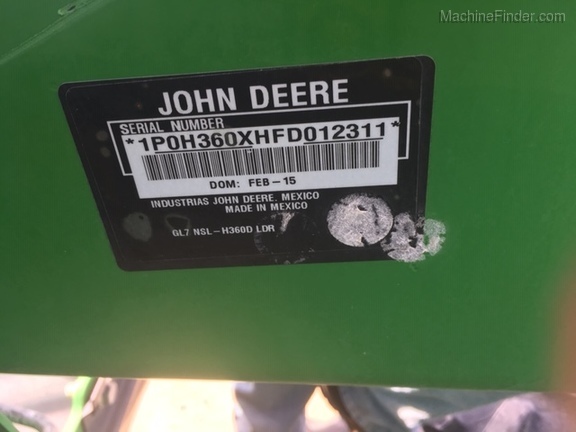 MachineFinder.com
JOHN DEERE
SERIAL NUMBER
*1P0H360XHFD012311*
DOM: FEB-15
INDUSTRIAS JOHN DEERE, MEXICO
MADE IN MEXICO
GL7 NSL-H360D LDR